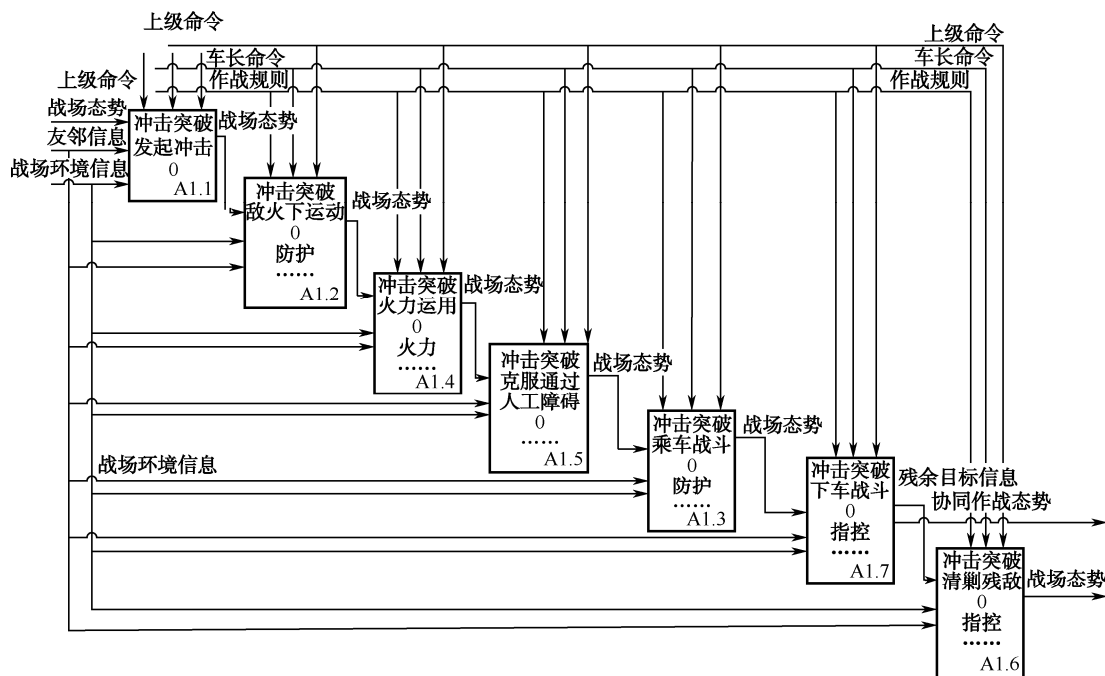 上级命令
上级命令
车长命令
车长命令
上级命令
作战规则
作战规则
战场态势
友邻信息
战场环境信息
冲击突破
发起冲击
0
A1.1
战场态势
冲击突破
敌火下运动
0
防护
……
A1.2
战场态势
冲击突破
火力运用
0
火力
……
A1.4
战场态势
冲击突破
克服通过
人工障碍
0
……
A1.5
战场态势
冲击突破
乘车战斗
0
防护
……
A1.3
战场态势
战场环境信息
冲击突破
下车战斗
0
指控
……
A1.7
残余目标信息
协同作战态势
冲击突破
清剿残敌
0
指控
……
A1.6
战场态势